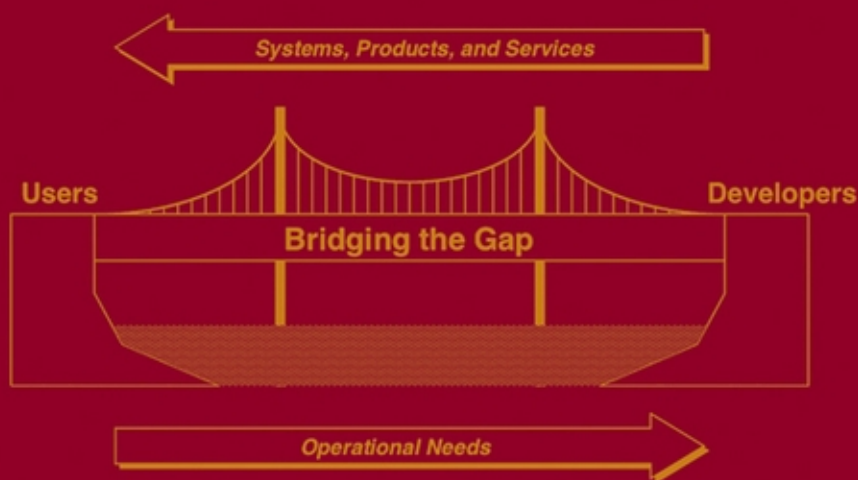 Systems, Products, and Services
Users
Developers
Bridging the Gap
Operational Needs